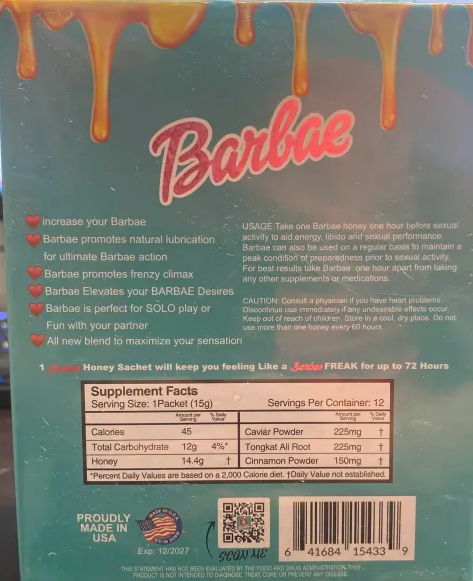 Barbae
increase your Barbae
Barbae promotes natural lubrication
for ultimate Barbae action
Barbae promotes frenzy climax
Barbae Elevates your BARBAE Desires
Barbae is perfect for SOLO play or
Fun with your partner
All new blend to maximize your sensation
USAGE:Take one Barbae honey one hour before sexual
activity to aid energy, libido and sexual performance.
Barbae can also be used on a regular basis to maintain a
peak condition of preparedness prior to sexual activity.
For best results take Barbae one hour apart from taking
any other supplements or medications.
CAUTION: Consult a physician if you have heart problems.
Discontinue use immediately if any undesirable effects occur.
Keep out of reach of children. Store in a cool, dry place. Do not
use more than one honey every 60 hours.
1 Barbae Honey Sachet will keep you feeling Like a Barbae FREAK for up to 72 Hours
Supplement Facts
Serving Size: 1Packet (15g) Servings Per Container: 12
Amount per Serving % Daily Value Amount per Serving % Daily Value
Calories 45 Caviar Powder 225mg †
Total Carbohydrate 12g 4%* Tongkat Ali Root 225mg †
Honey 14.4g † Cinnamon Powder 150mg †
*Percent Daily Values are based on a 2,000 Calorie diet. †Daily Value not established.
PROUDLY
MADE IN
USA
MADE IN U.S.A
Exp: 12/2027
SCAN ME
6 41684 15433 9
THIS STATEMENT HAS NOT BEEN EVALUATED BY THE FOOD AND DRUG ADMINISTRATION. THIS
PRODUCT IS NOT INTENDED TO DIAGNOSE, TREAT, CURE OR PREVENT ANY DISEASE.